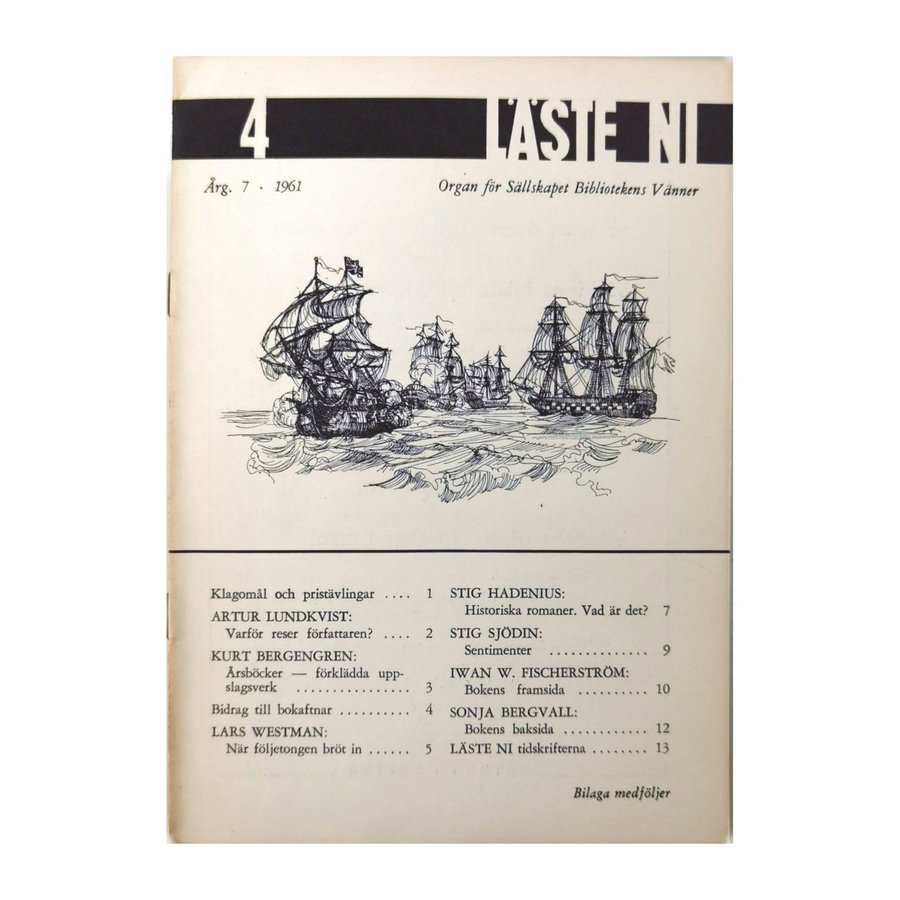 4 LÄSTE NI
Årg. 7 · 1961 Organ för Sällskapet Bibliotekens Vänner
Klagomål och pristävlingar .... 1
ARTUR LUNDKVIST:
Varför reser författaren? .... 2
KURT BERGENGREN:
Årsböcker — förklädda upp-
slagsverk ................ 3
Bidrag till bokaftnar .......... 4
LARS WESTMAN:
När följetongen bröt in ...... 5
STIG HADENIUS:
Historiska romaner. Vad är det? 7
STIG SJÖDIN:
Sentimenter .............. 9
IWAN W. FISCHERSTRÖM:
Bokens framsida .......... 10
SONJA BERGVALL:
Bokens baksida ............ 12
LÄSTE NI tidskrifterna ........ 13
Bilaga medföljer